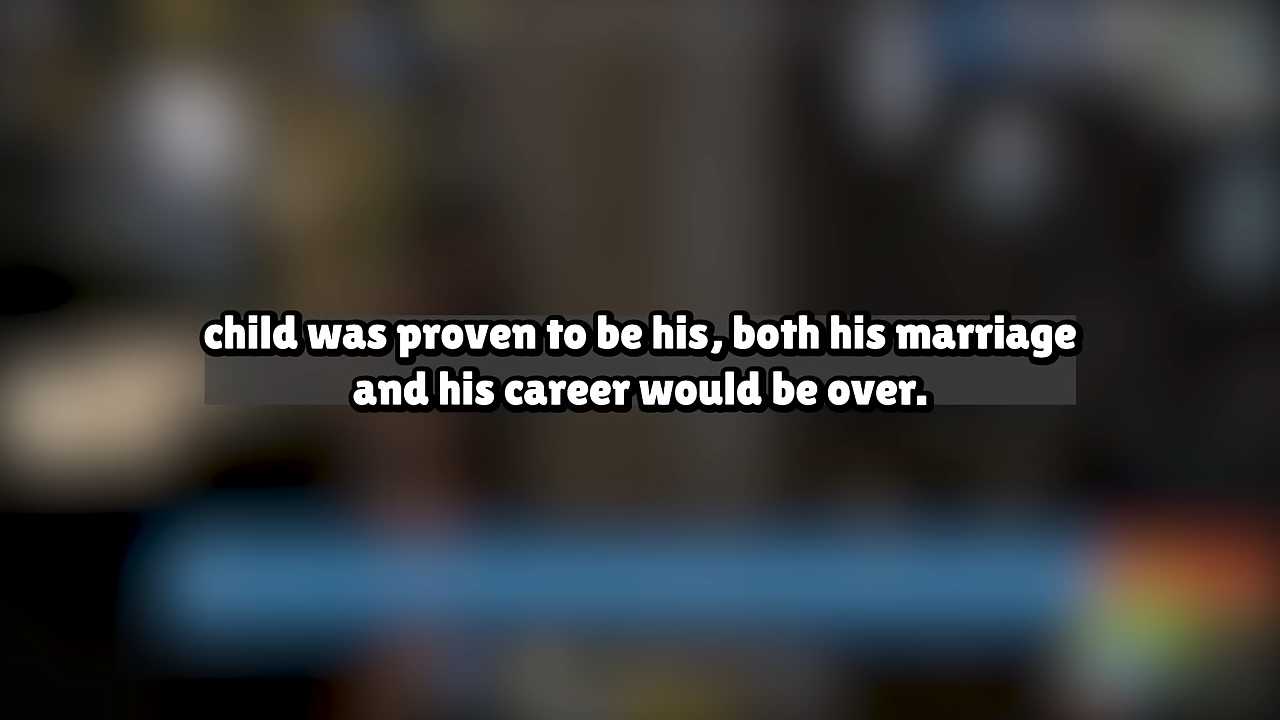 child was proven to be his, both his marriage
and his career would be over.